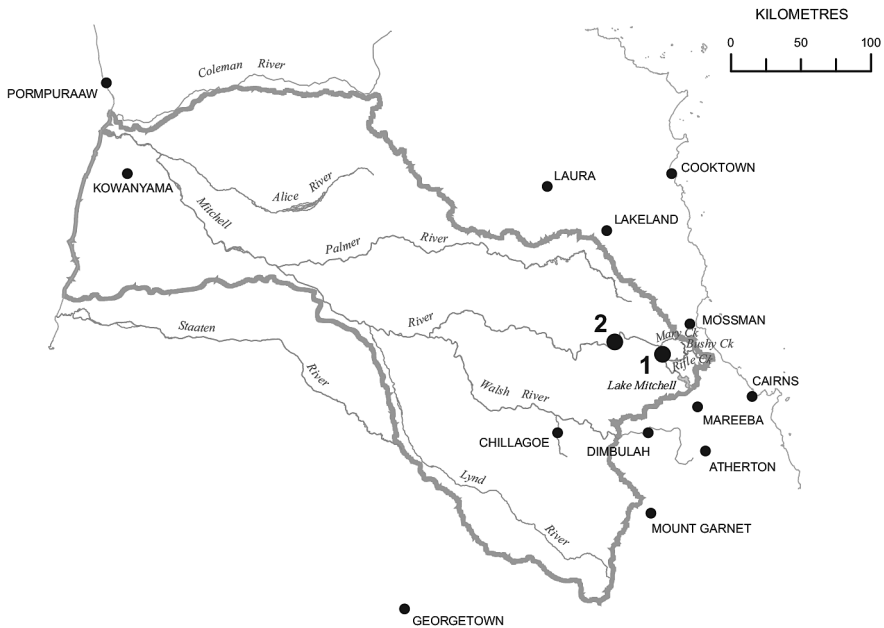 KILOMETRES
0 50 100
Coleman River
PORMPURAAW
COOKTOWN
LAURA
KOWANYAMA
Alice River
Mitchell
LAKELAND
Palmer River
Staaten
River
River
2
Mary Ck
MOSSMAN
Bushy Ck
1
Rifle Ck
Lake Mitchell
CAIRNS
Walsh River
MAREEBA
CHILLAGOE
DIMBULAH
ATHERTON
Lynd
River
MOUNT GARNET
GEORGETOWN